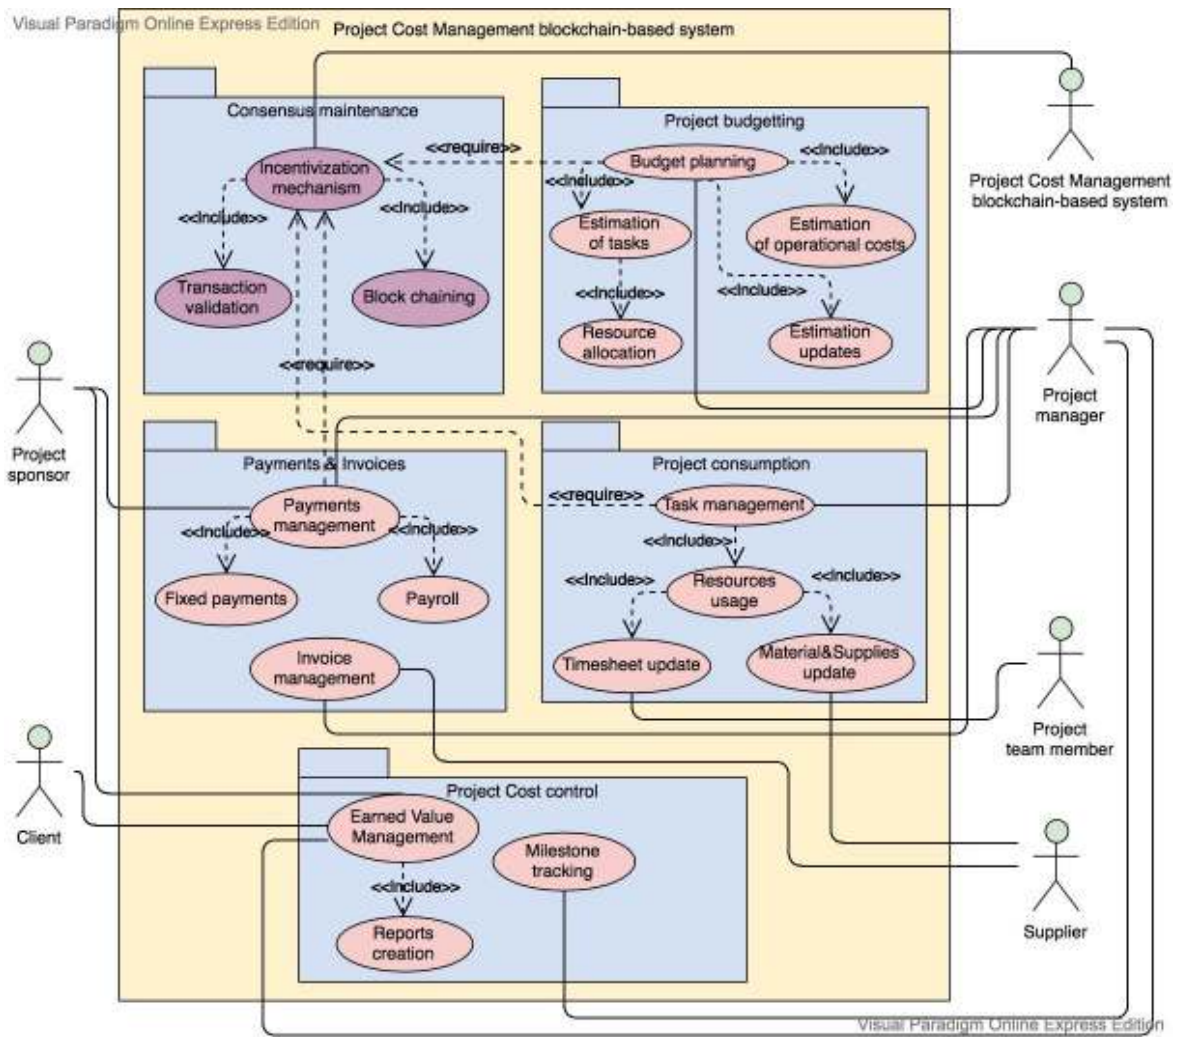 Visual Paradigm Online Express Edition
Project Cost Management blockchain-based system
Consensus maintenance
Project budgetting
<<require>>
Incentivization
mechanism
Budget planning
<<Include>>
<<Include>>
<<Include>>
<<Include>>
Project Cost Management
blockchain-based system
Estimation
of tasks
Estimation
of operational costs
Transaction
validation
Block chaining
<<Include>>
<<Include>>
Resource
allocation
Estimation
updates
<<require>>
Project
manager
Project
sponsor
Payments & Invoices
Project consumption
Payments
management
<<require>>
Task management
<<Include>>
<<Include>>
<<Include>>
<<Include>>
<<Include>>
Fixed payments
Payroll
Resources
usage
Invoice
management
Timesheet update
Material&Supplies
update
Project
team member
Client
Project Cost control
Earned Value
Management
Milestone
tracking
<<Include>>
Reports
creation
Supplier
Visual Paradigm Online Express Edition